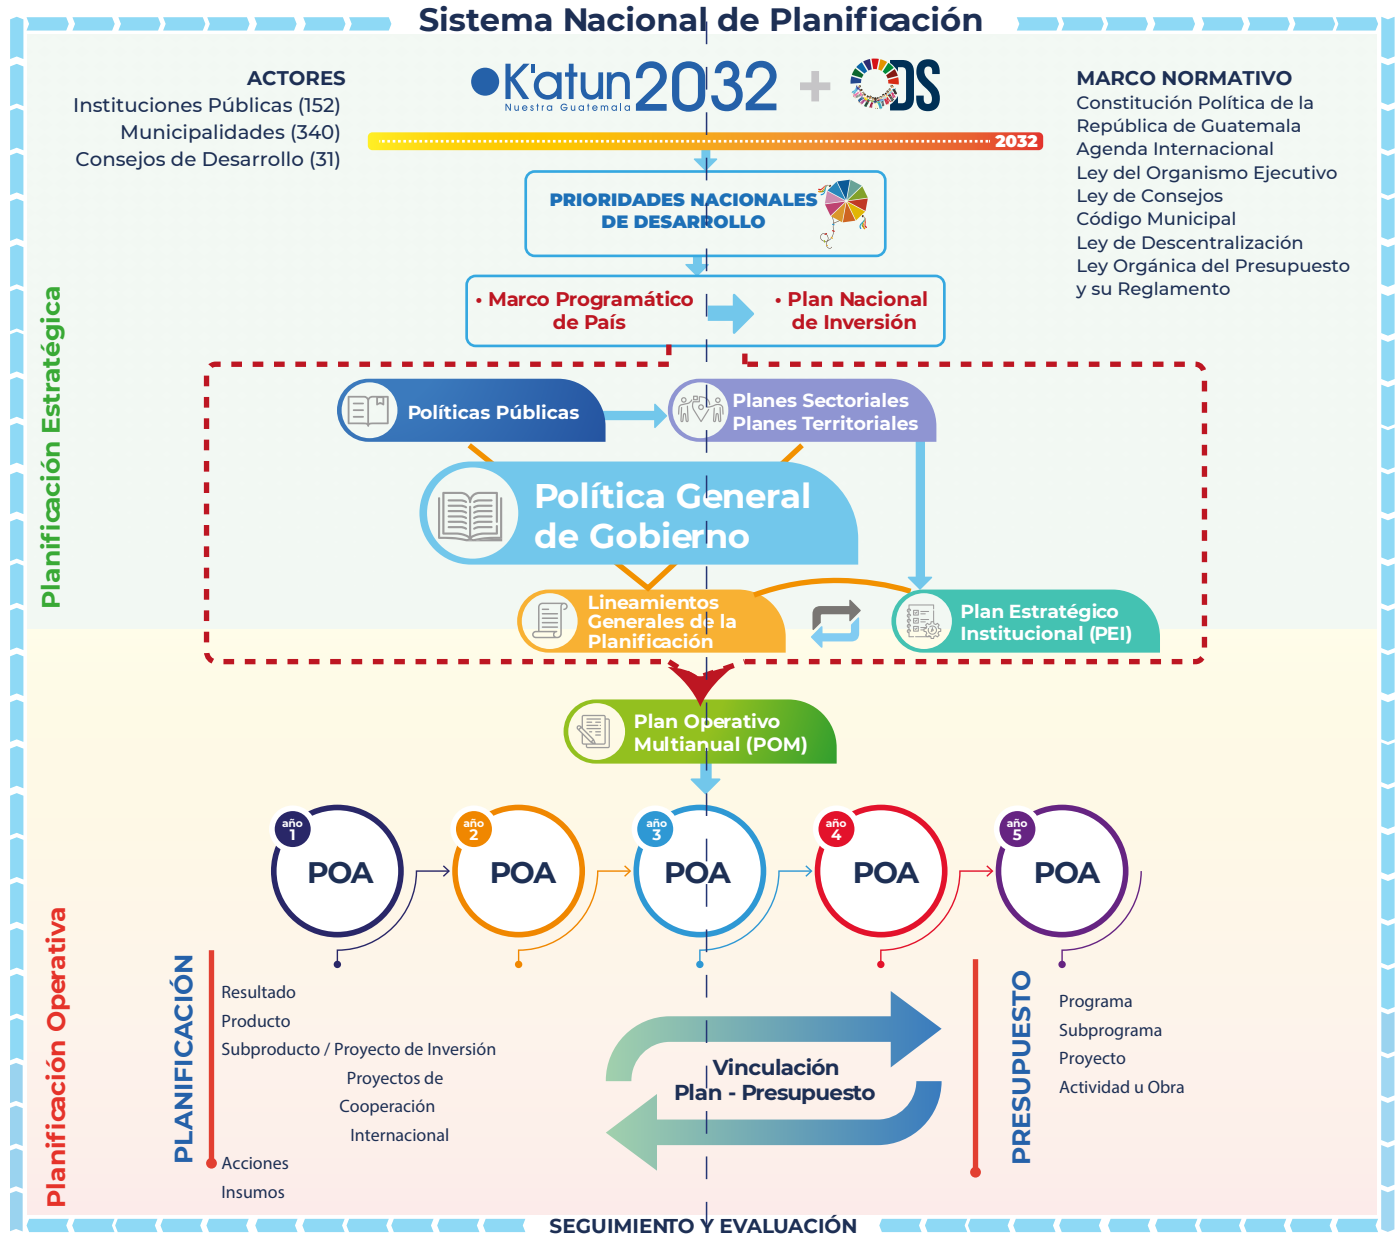 Sistema Nacional de Planificación
ACTORES
Instituciones Públicas (152)
Municipalidades (340)
Consejos de Desarrollo (31)
K'atun 2032 + ODS
Nuestra Guatemala
2032
MARCO NORMATIVO
Constitución Política de la
República de Guatemala
Agenda Internacional
Ley del Organismo Ejecutivo
Ley de Consejos
Código Municipal
Ley de Descentralización
Ley Orgánica del Presupuesto
y su Reglamento
PRIORIDADES NACIONALES
DE DESARROLLO
• Marco Programático
de País
• Plan Nacional
de Inversión
Planificación Estratégica
Políticas Públicas
Planes Sectoriales
Planes Territoriales
Política General
de Gobierno
Lineamientos
Generales de la
Planificación
Plan Estratégico
Institucional (PEI)
Plan Operativo
Multianual (POM)
año
1
POA
año
2
POA
año
3
POA
año
4
POA
año
5
POA
Planificación Operativa
PLANIFICACIÓN
Resultado
Producto
Subproducto / Proyecto de Inversión
Proyectos de
Cooperación
Internacional
Acciones
Insumos
Vinculación
Plan - Presupuesto
PRESUPUESTO
Programa
Subprograma
Proyecto
Actividad u Obra
SEGUIMIENTO Y EVALUACIÓN